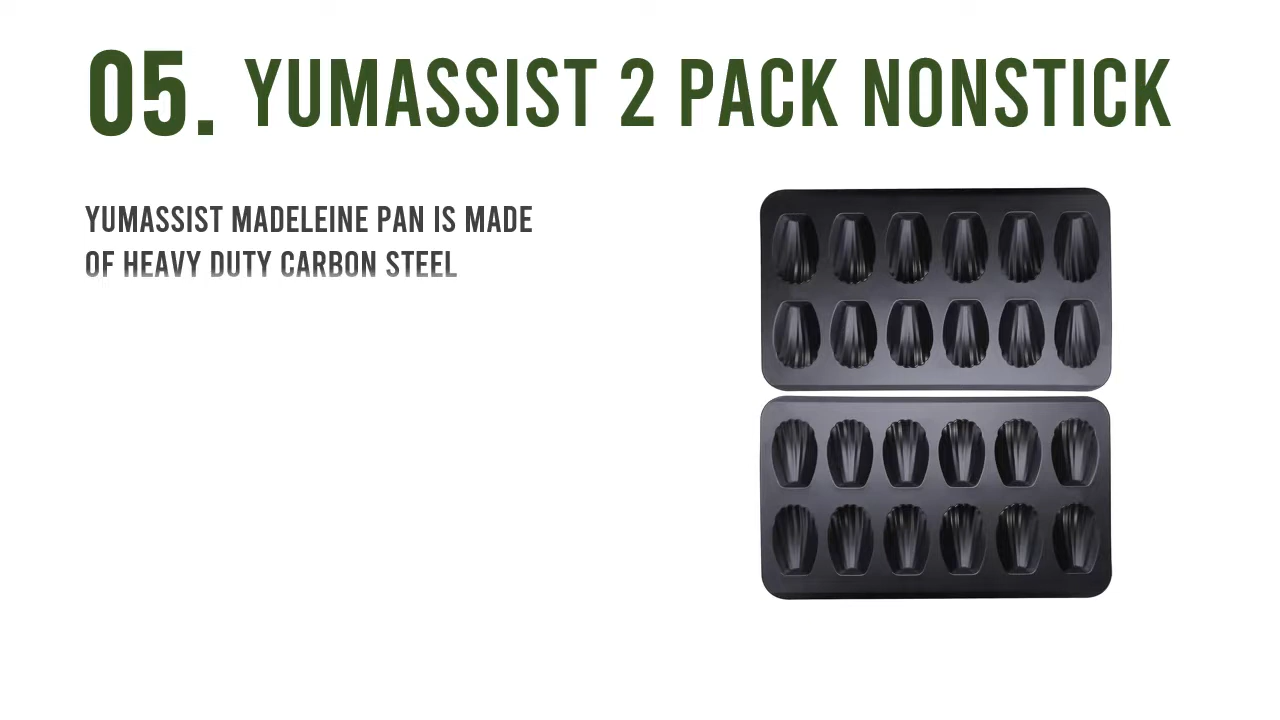 05. YUMASSIST 2 PACK NONSTICK
YUMASSIST MADELEINE PAN IS MADE
OF HEAVY DUTY CARBON STEEL